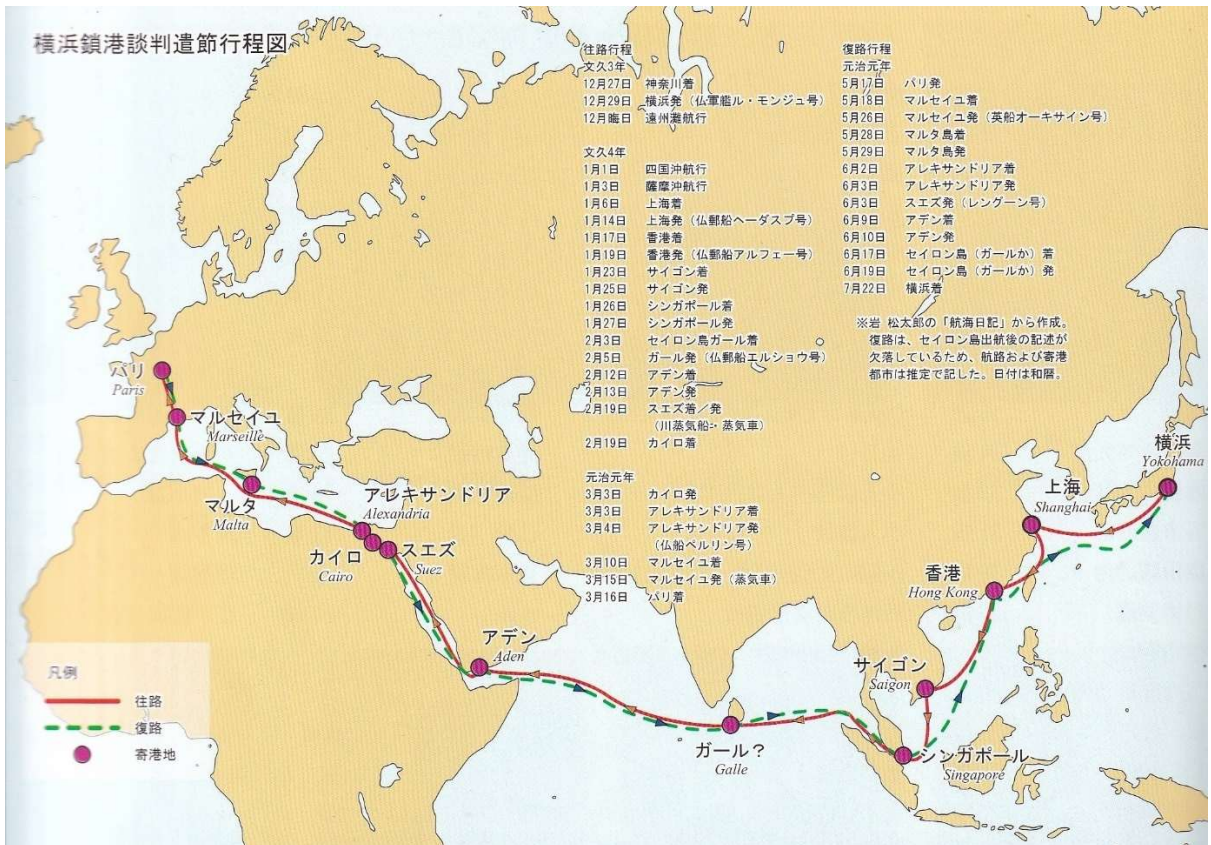 横浜鎖港談判遣節行程図
往路行程
文久3年
12月27日 神奈川着
12月29日 横浜発（仏軍艦ル・モンジュ号）
12月晦日 遠州灘航行
文久4年
1月1日 四国沖航行
1月3日 薩摩沖航行
1月6日 上海着
1月14日 上海発（仏郵船ヘーダスプ号）
1月17日 香港着
1月19日 香港発（仏郵船アルフェー号）
1月23日 サイゴン着
1月25日 サイゴン発
1月26日 シンガポール着
1月27日 シンガポール発
2月3日 セイロン島ガール着
2月5日 ガール発（仏郵船エルショウ号）
2月12日 アデン着
2月13日 アデン発
2月19日 スエズ着／発
（川蒸気船・蒸気車）
2月19日 カイロ着
元治元年
3月3日 カイロ発
3月3日 アレキサンドリア着
3月4日 アレキサンドリア発
（仏船ペルリン号）
3月10日 マルセイユ着
3月15日 マルセイユ発（蒸気車）
3月16日 パリ着
復路行程
元治元年
5月17日 パリ発
5月18日 マルセイユ着
5月26日 マルセイユ発（英船オーキサイン号）
5月28日 マルタ島着
5月29日 マルタ島発
6月2日 アレキサンドリア着
6月3日 アレキサンドリア発
6月3日 スエズ発（レングーン号）
6月9日 アデン着
6月10日 アデン発
6月17日 セイロン島（ガールか）着
6月19日 セイロン島（ガールか）発
7月22日 横浜着
※岩 松太郎の「航海日記」から作成。
復路は、セイロン島出航後の記述が
欠落しているため、航路および寄港
都市は推定で記した。日付は和暦。
パリ
Paris
マルセイユ
Marseille
マルタ
Malta
アレキサンドリア
Alexandria
カイロ
Cairo
スエズ
Suez
アデン
Aden
ガール？
Galle
シンガポール
Singapore
サイゴン
Saigon
香港
Hong Kong
上海
Shanghai
横浜
Yokohama
凡例
往路
復路
寄港地